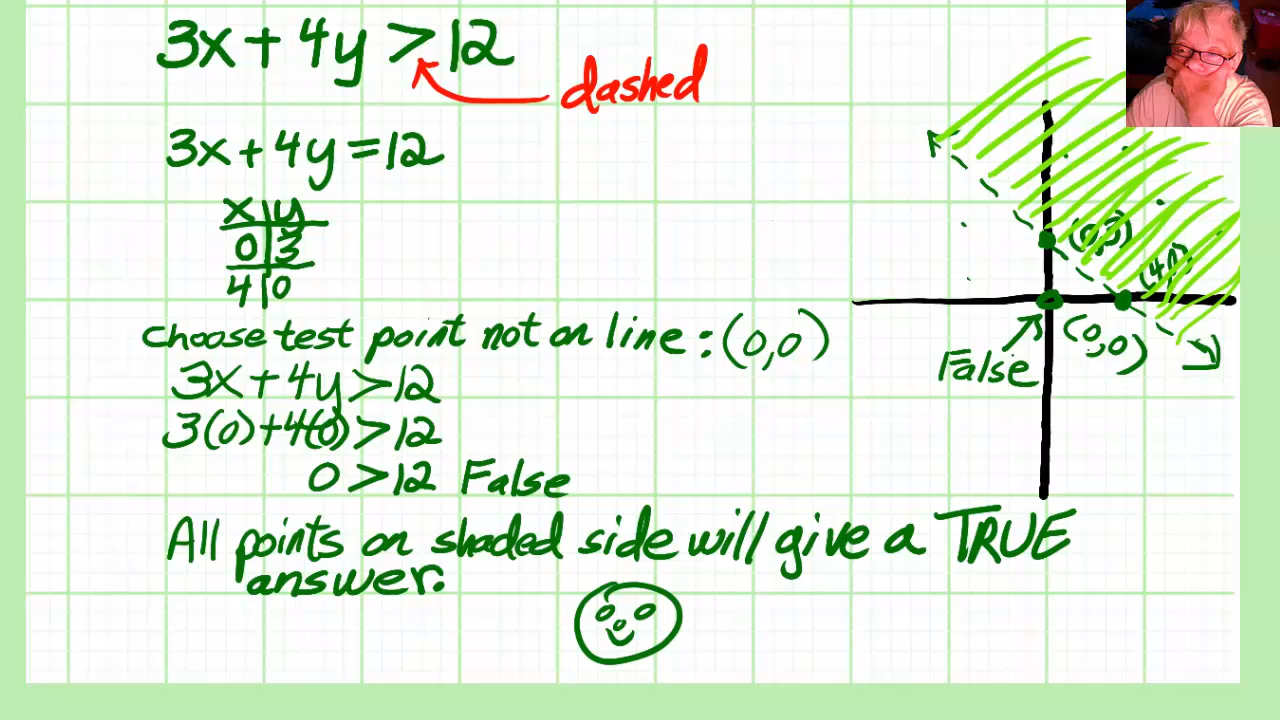 3x + 4y > 12
dashed
3x + 4y = 12
x | y
0 | 3
4 | 0
choose test point not on line: (0,0)
3x + 4y > 12
3(0) + 4(0) > 12
0 > 12 False
All points on shaded side will give a TRUE
answer.
(0,3)
(4,0)
(0,0)
False